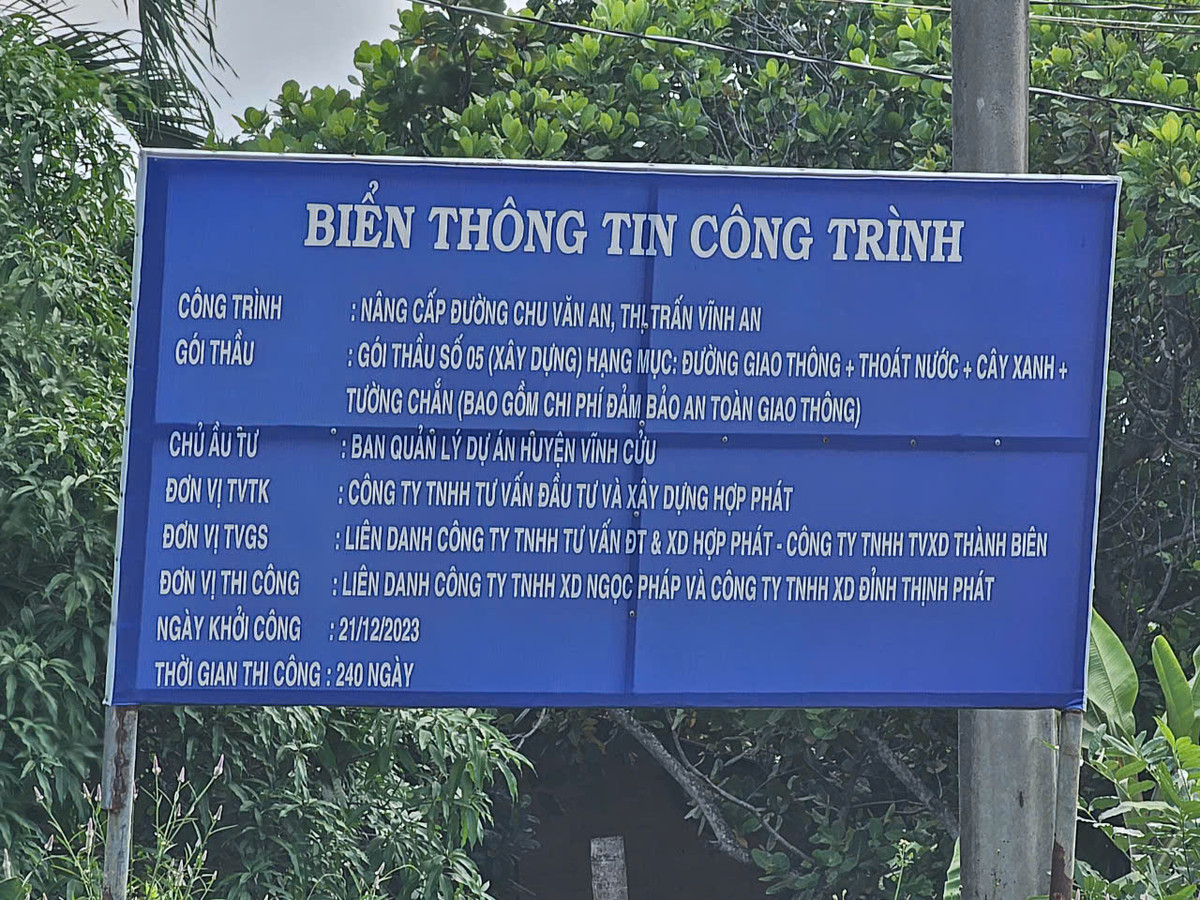 BIỂN THÔNG TIN CÔNG TRÌNH
CÔNG TRÌNH : NÂNG CẤP ĐƯỜNG CHU VĂN AN, THỊ TRẤN VĨNH AN
GÓI THẦU : GÓI THẦU SỐ 05 (XÂY DỰNG) HẠNG MỤC: ĐƯỜNG GIAO THÔNG + THOÁT NƯỚC + CÂY XANH +
TƯỜNG CHẮN (BAO GỒM CHI PHÍ ĐẢM BẢO AN TOÀN GIAO THÔNG)
CHỦ ẦU TƯ : BAN QUẢN LÝ DỰ ÁN HUYỆN VĨNH CỬU
ĐƠN VỊ TVTK : CÔNG TY TNHH TƯ VẤN ĐẦU TƯ VÀ XÂY DỰNG HỢP PHÁT
ĐƠN VỊ TVGS : LIÊN DANH CÔNG TY TNHH TƯ VẤN ĐT & XD HỢP PHÁT - CÔNG TY TNHH TVXD THÀNH BIÊN
ĐƠN VỊ THI CÔNG : LIÊN DANH CÔNG TY TNHH XD NGỌC PHÁP VÀ CÔNG TY TNHH XD ĐỈNH THỊNH PHÁT
NGÀY KHỞI CÔNG : 21/12/2023
THỜI GIAN THI CÔNG : 240 NGÀY